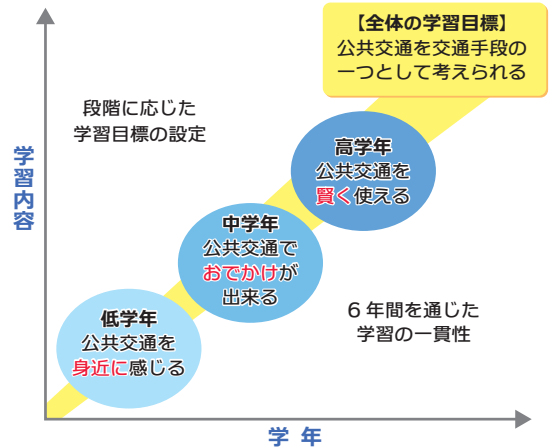 【全体の学習目標】
公共交通を交通手段の
一つとして考えられる
段階に応じた
学習目標の設定
高学年
公共交通を
賢く使える
学習内容
中学年
公共交通で
おでかけが
出来る
低学年
公共交通を
身近に感じる
6年間を通じた
学習の一貫性
学 年